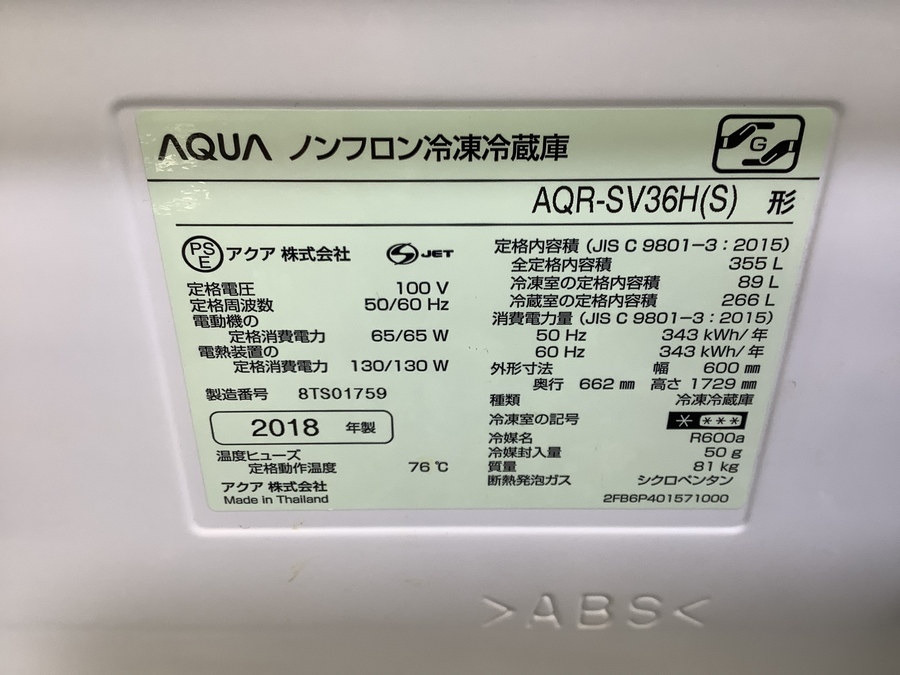 AQUA ノンフロン冷凍冷蔵庫
G
AQR-SV36H(S) 形
PS
E
アクア 株式会社
S JET
定格電圧 100 V
定格周波数 50/60 Hz
電動機の
定格消費電力 65/65 W
電熱装置の
定格消費電力 130/130 W
製造番号 8TS01759
2018 年製
温度ヒューズ
定格動作温度 76 ℃
アクア 株式会社
Made in Thailand
定格内容積 (JIS C 9801-3：2015)
全定格内容積 355 L
冷凍室の定格内容積 89 L
冷蔵室の定格内容積 266 L
消費電力量 (JIS C 9801-3：2015)
50 Hz 343 kWh/年
60 Hz 343 kWh/年
外形寸法 幅 600 ㎜
奥行 662 ㎜ 高さ 1729 ㎜
種類 冷凍冷蔵庫
冷凍室の記号 * ***
冷媒名 R600a
冷媒封入量 50 g
質量 81 kg
断熱発泡ガス シクロペンタン
2FB6P401571000
>ABS<